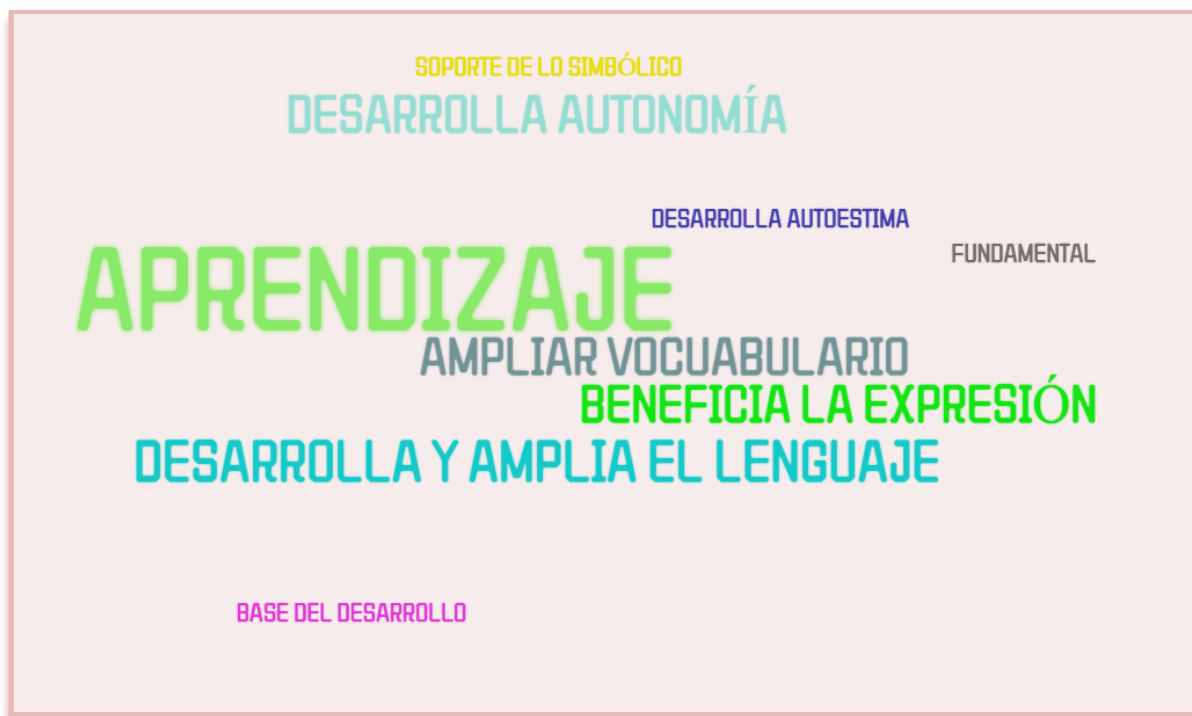 SOPORTE DE LO SIMBÓLICO
DESARROLLA AUTONOMÍA
DESARROLLA AUTOESTIMA
FUNDAMENTAL
APRENDIZAJE
AMPLIAR VOCUABULARIO
BENEFICIA LA EXPRESIÓN
DESARROLLA Y AMPLIA EL LENGUAJE
BASE DEL DESARROLLO